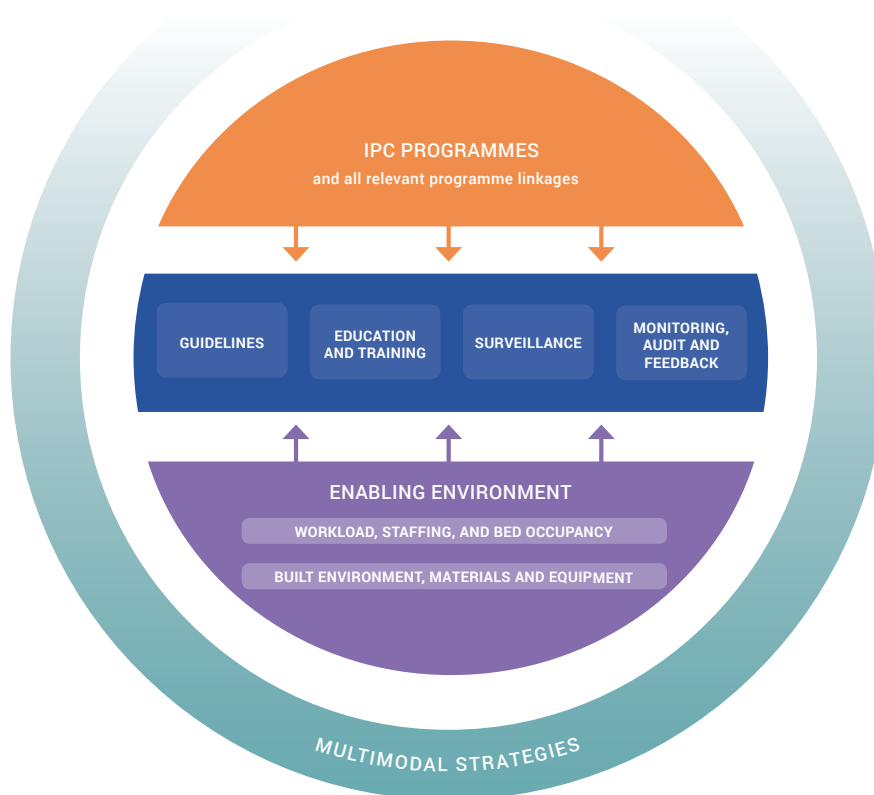 IPC PROGRAMMES
and all relevant programme linkages
GUIDELINES
EDUCATION
AND TRAINING
SURVEILLANCE
MONITORING,
AUDIT AND
FEEDBACK
ENABLING ENVIRONMENT
WORKLOAD, STAFFING, AND BED OCCUPANCY
BUILT ENVIRONMENT, MATERIALS AND EQUIPMENT
MULTIMODAL STRATEGIES